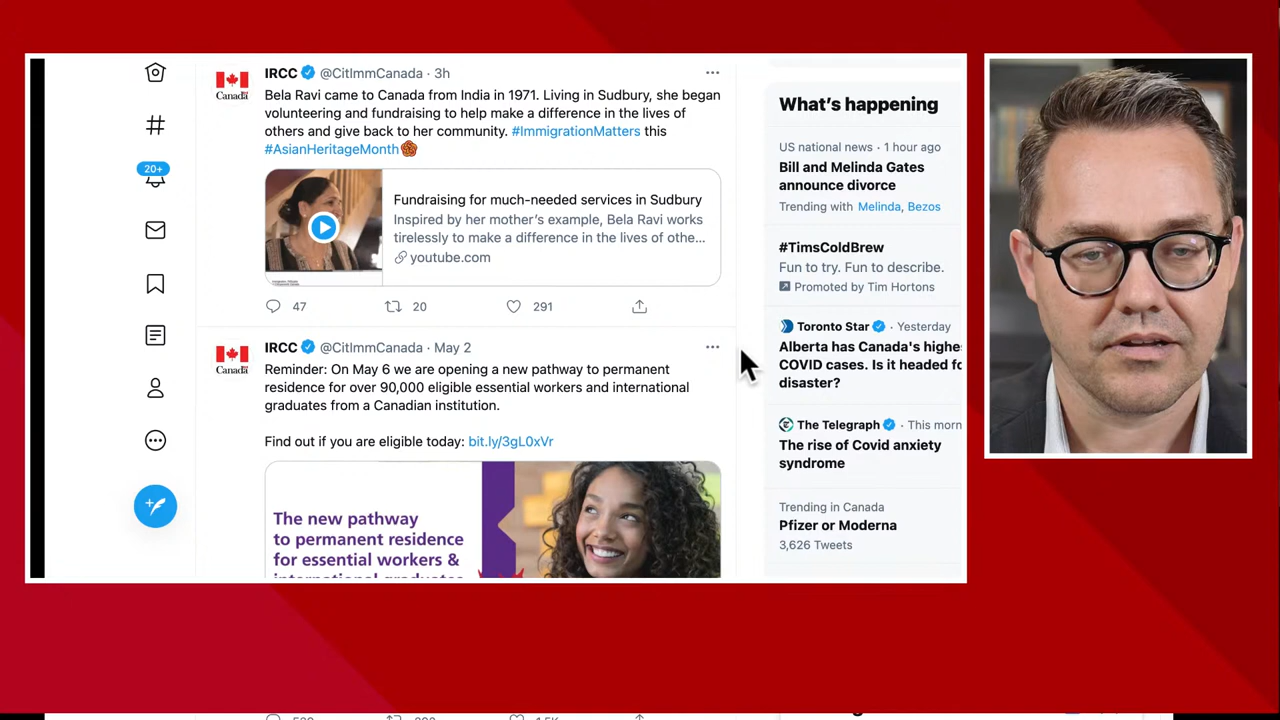 IRCC @CitImmCanada · 3h
Bela Ravi came to Canada from India in 1971. Living in Sudbury, she began
volunteering and fundraising to help make a difference in the lives of
others and give back to her community. #ImmigrationMatters this
#AsianHeritageMonth
Canada
Fundraising for much-needed services in Sudbury
Inspired by her mother's example, Bela Ravi works
tirelessly to make a difference in the lives of othe...
youtube.com
47 20 291
IRCC @CitImmCanada · May 2
Reminder: On May 6 we are opening a new pathway to permanent
residence for over 90,000 eligible essential workers and international
graduates from a Canadian institution.
Canada
Find out if you are eligible today: bit.ly/3gL0xVr
The new pathway
to permanent residence
for essential workers &
international graduates
20+
What's happening
US national news · 1 hour ago
Bill and Melinda Gates
announce divorce
Trending with Melinda, Bezos
#TimsColdBrew
Fun to try. Fun to describe.
Promoted by Tim Hortons
Toronto Star · Yesterday
Alberta has Canada's highe
COVID cases. Is it headed fo
disaster?
The Telegraph · This morn
The rise of Covid anxiety
syndrome
Trending in Canada
Pfizer or Moderna
3,626 Tweets